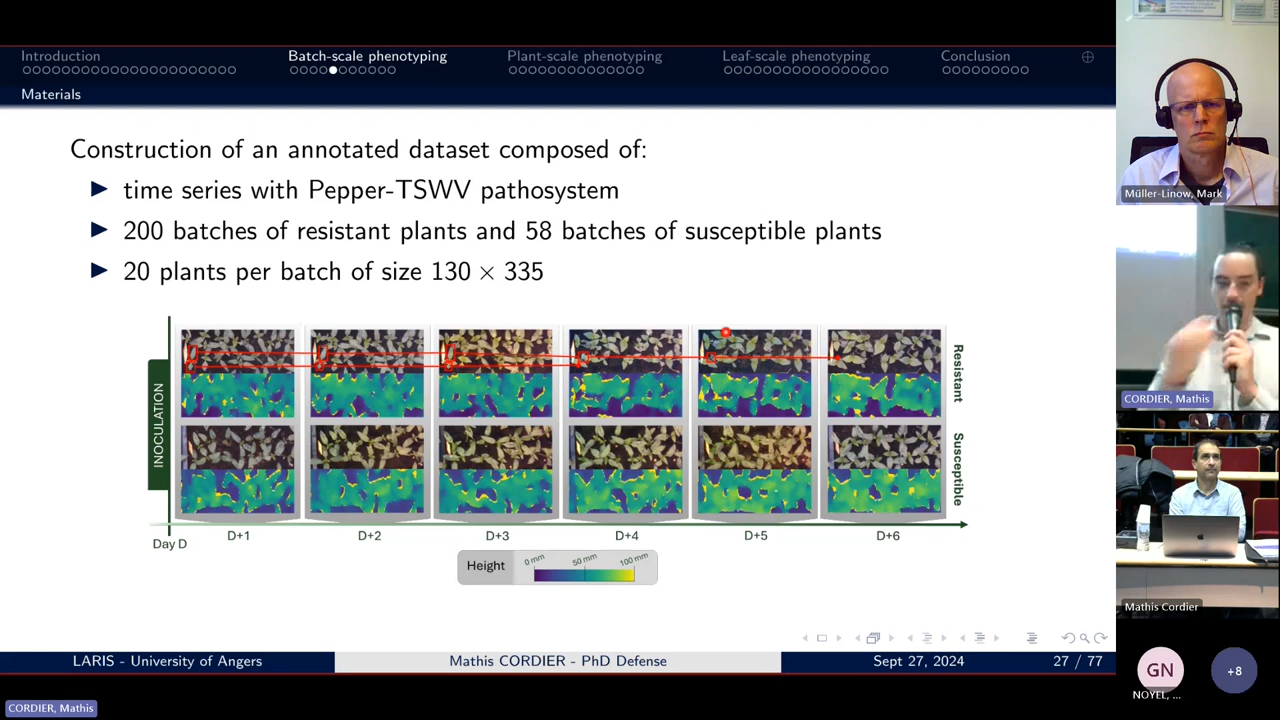 Introduction
Batch-scale phenotyping
Plant-scale phenotyping
Leaf-scale phenotyping
Conclusion
Materials
Construction of an annotated dataset composed of:
time series with Pepper-TSWV pathosystem
200 batches of resistant plants and 58 batches of susceptible plants
20 plants per batch of size 130 × 335
INOCULATION
Resistant
Susceptible
Day D
D+1
D+2
D+3
D+4
D+5
D+6
Height
0 mm
50 mm
100 mm
LARIS - University of Angers
Mathis CORDIER - PhD Defense
Sept 27, 2024
27 / 77
CORDIER, Mathis
Müller-Linow, Mark
CORDIER, Mathis
Mathis Cordier
GN
NOYEL, ...
+8